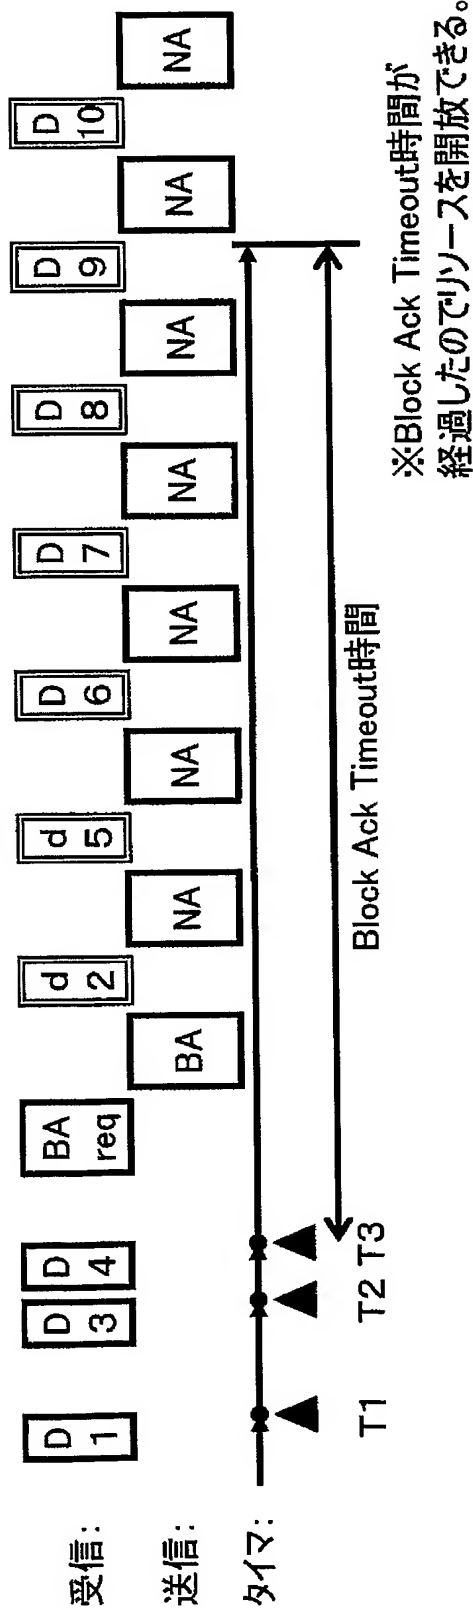 受信:
D 1
D 3
D 4
BA req
d 2
d 5
D 6
D 7
D 8
D 9
D 10
送信:
BA
NA
NA
NA
NA
NA
NA
NA
NA
タイマ:
T1
T2
T3
Block Ack Timeout時間
※Block Ack Timeout時間が
経過したのでリソースを開放できる。